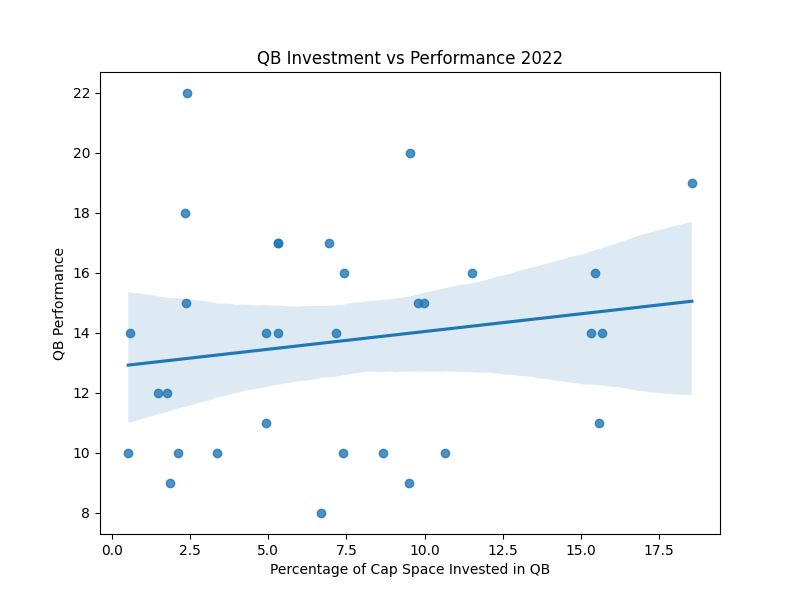 QB Investment vs Performance 2022
22
20
18
16
14
12
10
8
QB Performance
0.0 2.5 5.0 7.5 10.0 12.5 15.0 17.5
Percentage of Cap Space Invested in QB